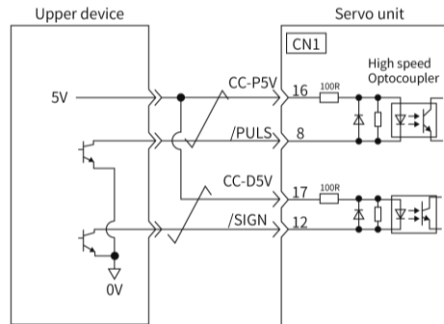 Upper device
Servo unit
CN1
High speed
Optocoupler
5V
CC-P5V
16
100R
/PULS
8
CC-D5V
17
100R
/SIGN
12
0V